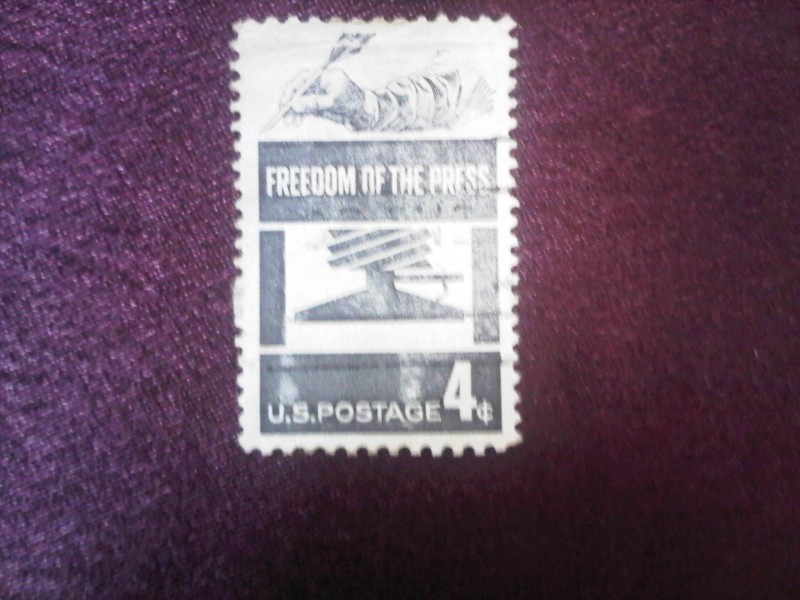 FREEDOM OF THE PRESS
U.S. POSTAGE 4¢